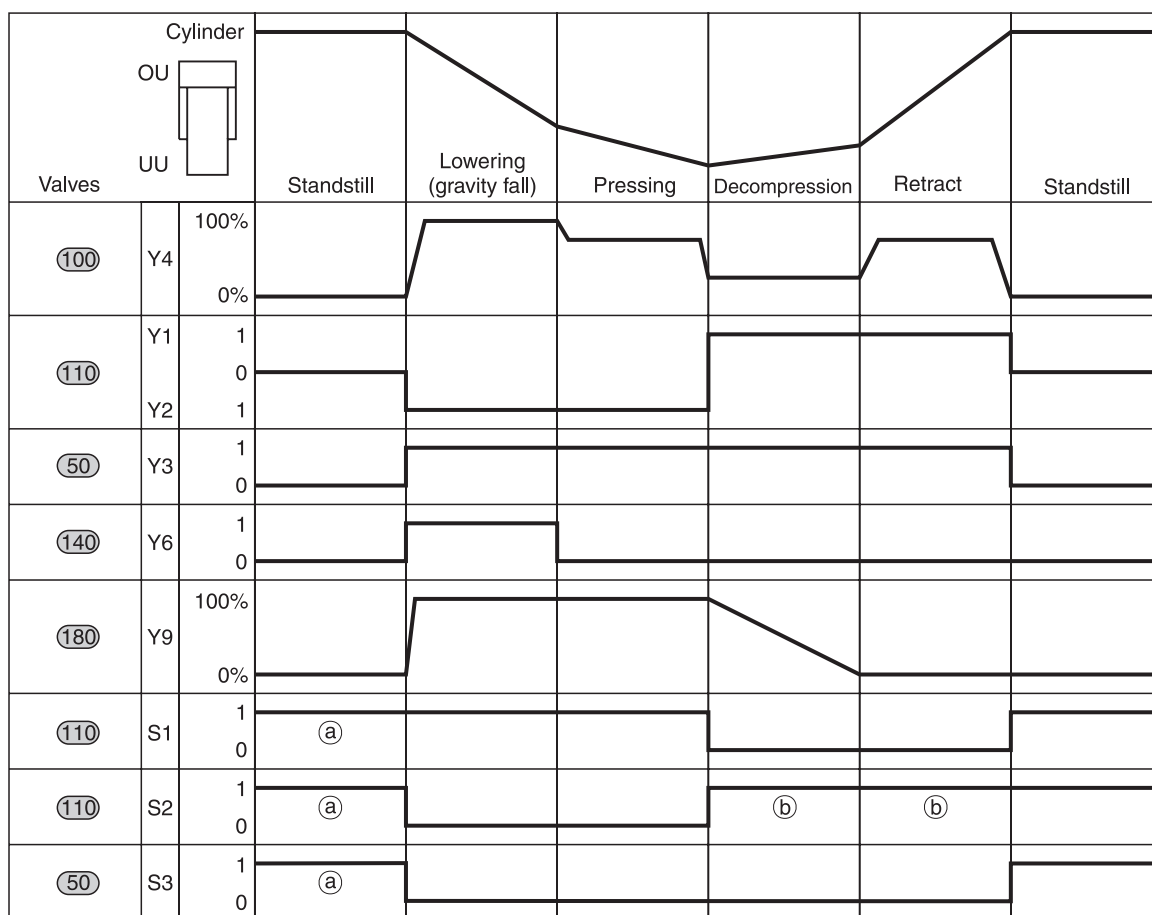 Cylinder
OU
UU
Valves
Standstill
Lowering
(gravity fall)
Pressing
Decompression
Retract
Standstill
100 Y4 100% 0%
110 Y1 1 0 Y2 1
50 Y3 1 0
140 Y6 1 0
180 Y9 100% 0%
110 S1 1 0 a
110 S2 1 0 a b b
50 S3 1 0 a